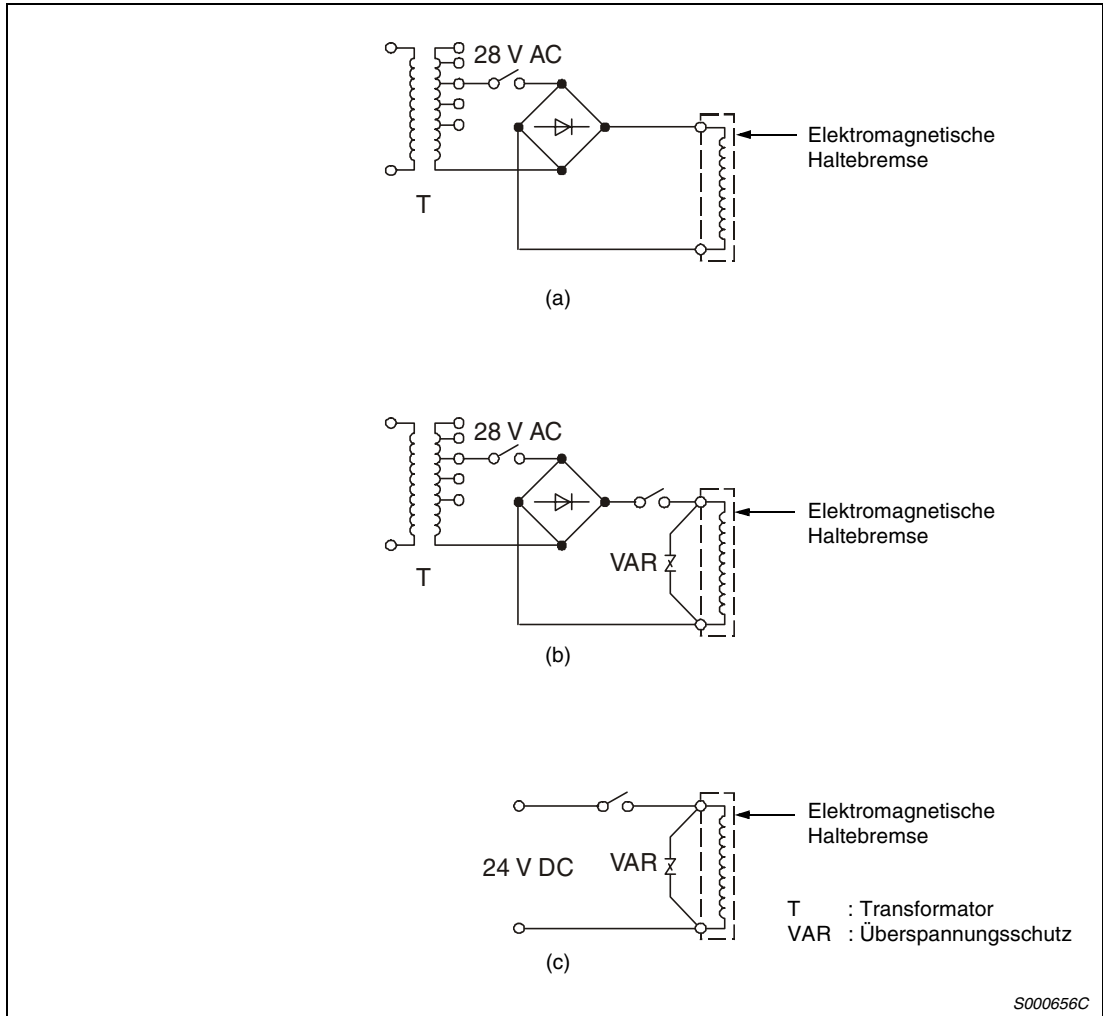 28 V AC
Elektromagnetische
Haltebremse
T
(a)
28 V AC
Elektromagnetische
Haltebremse
VAR
T
(b)
Elektromagnetische
Haltebremse
24 V DC
VAR
T : Transformator
VAR : Überspannungsschutz
(c)
S000656C